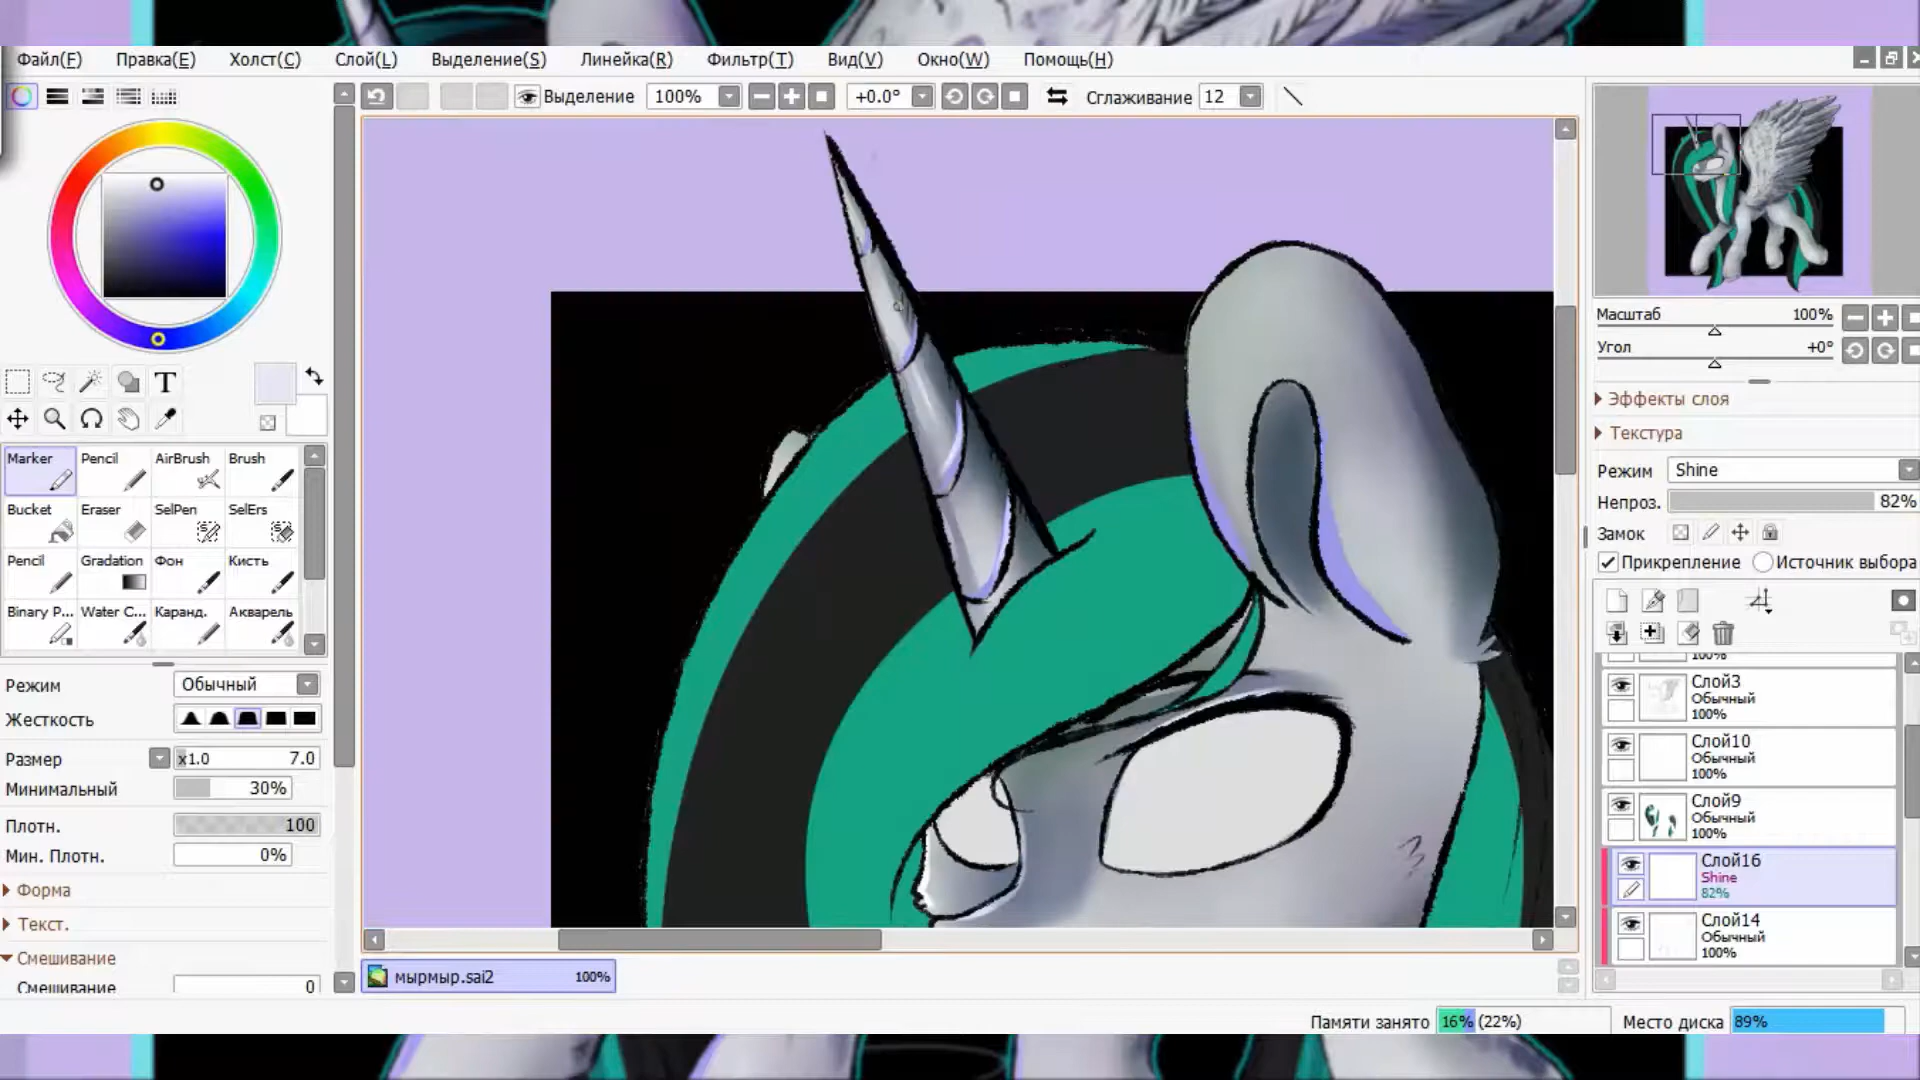 Файл(F) Правка(E) Холст(C) Слой(L) Выделение(S) Линейка(R) Фильтр(T) Вид(V) Окно(W) Помощь(H)
Выделение 100% +0.0° Сглаживание 12
Масштаб 100%
Угол +0°
Эффекты слоя
Текстура
Режим Shine
Непроз. 82%
Замок
Прикрепление Источник выбора
T
Marker Pencil AirBrush Brush
Bucket Eraser SelPen SelErs
Pencil Gradation Фон Кисть
Binary P... Water C... Каранд. Акварель
Режим Обычный
Жесткость
Размер x1.0 7.0
Минимальный 30%
Плотн. 100
Мин. Плотн. 0%
Форма
Текст.
Смешивание
Смешивание 0
100%
Слой3
Обычный
100%
Слой10
Обычный
100%
Слой9
Обычный
100%
Слой16
Shine
82%
Слой14
Обычный
100%
мырмыр.sai2 100%
Памяти занято 16% (22%) Место диска 89%